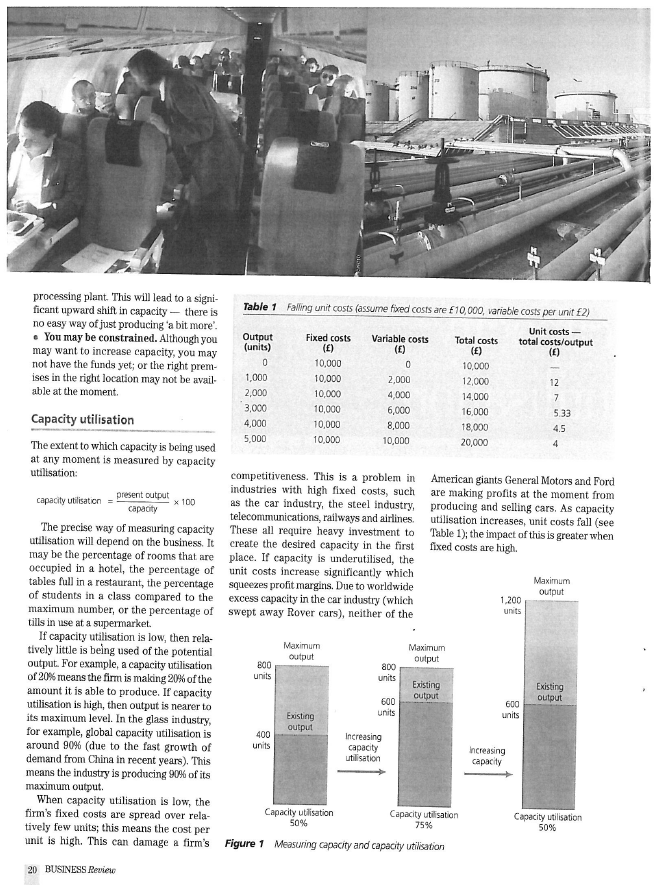 processing plant. This will lead to a signi-
ficant upward shift in capacity — there is
no easy way of just producing 'a bit more'.
• You may be constrained. Although you
may want to increase capacity, you may
not have the funds yet; or the right prem-
ises in the right location may not be avail-
able at the moment.
Capacity utilisation
The extent to which capacity is being used
at any moment is measured by capacity
utilisation:
capacity utilisation = present output / capacity × 100
The precise way of measuring capacity
utilisation will depend on the business. It
may be the percentage of rooms that are
occupied in a hotel, the percentage of
tables full in a restaurant, the percentage
of students in a class compared to the
maximum number, or the percentage of
tills in use at a supermarket.
If capacity utilisation is low, then rela-
tively little is being used of the potential
output. For example, a capacity utilisation
of 20% means the firm is making 20% of the
amount it is able to produce. If capacity
utilisation is high, then output is nearer to
its maximum level. In the glass industry,
for example, global capacity utilisation is
around 90% (due to the fast growth of
demand from China in recent years). This
means the industry is producing 90% of its
maximum output.
When capacity utilisation is low, the
firm's fixed costs are spread over rela-
tively few units; this means the cost per
unit is high. This can damage a firm's
Table 1 Falling unit costs (assume fixed costs are £10,000, variable costs per unit £2)
Output (units) Fixed costs (£) Variable costs (£) Total costs (£) Unit costs — total costs/output (£)
0 10,000 0 10,000 —
1,000 10,000 2,000 12,000 12
2,000 10,000 4,000 14,000 7
3,000 10,000 6,000 16,000 5.33
4,000 10,000 8,000 18,000 4.5
5,000 10,000 10,000 20,000 4
competitiveness. This is a problem in
industries with high fixed costs, such
as the car industry, the steel industry,
telecommunications, railways and airlines.
These all require heavy investment to
create the desired capacity in the first
place. If capacity is underutilised, the
unit costs increase significantly which
squeezes profit margins. Due to worldwide
excess capacity in the car industry (which
swept away Rover cars), neither of the
American giants General Motors and Ford
are making profits at the moment from
producing and selling cars. As capacity
utilisation increases, unit costs fall (see
Table 1); the impact of this is greater when
fixed costs are high.
Maximum
output
800
units
Existing
output
400
units
Capacity utilisation
50%
Increasing
capacity
utilisation
Maximum
output
800
units
Existing
output
600
units
Capacity utilisation
75%
Increasing
capacity
Maximum
output
1,200
units
Existing
output
600
units
Capacity utilisation
50%
Figure 1 Measuring capacity and capacity utilisation
20 BUSINESS Review